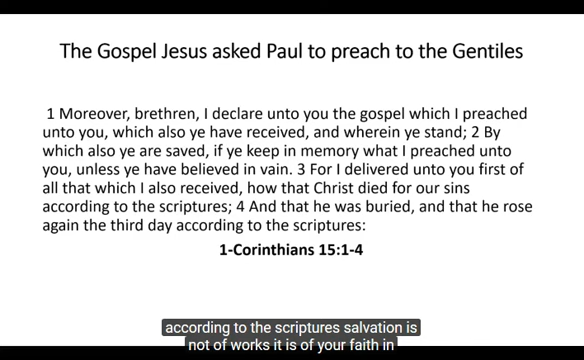 The Gospel Jesus asked Paul to preach to the Gentiles
1 Moreover, brethren, I declare unto you the gospel which I preached
unto you, which also ye have received, and wherein ye stand; 2 By
which also ye are saved, if ye keep in memory what I preached unto
you, unless ye have believed in vain. 3 For I delivered unto you first of
all that which I also received, how that Christ died for our sins
according to the scriptures; 4 And that he was buried, and that he rose
again the third day according to the scriptures:
1-Corinthians 15:1-4
according to the scriptures salvation is
not of works it is of your faith in